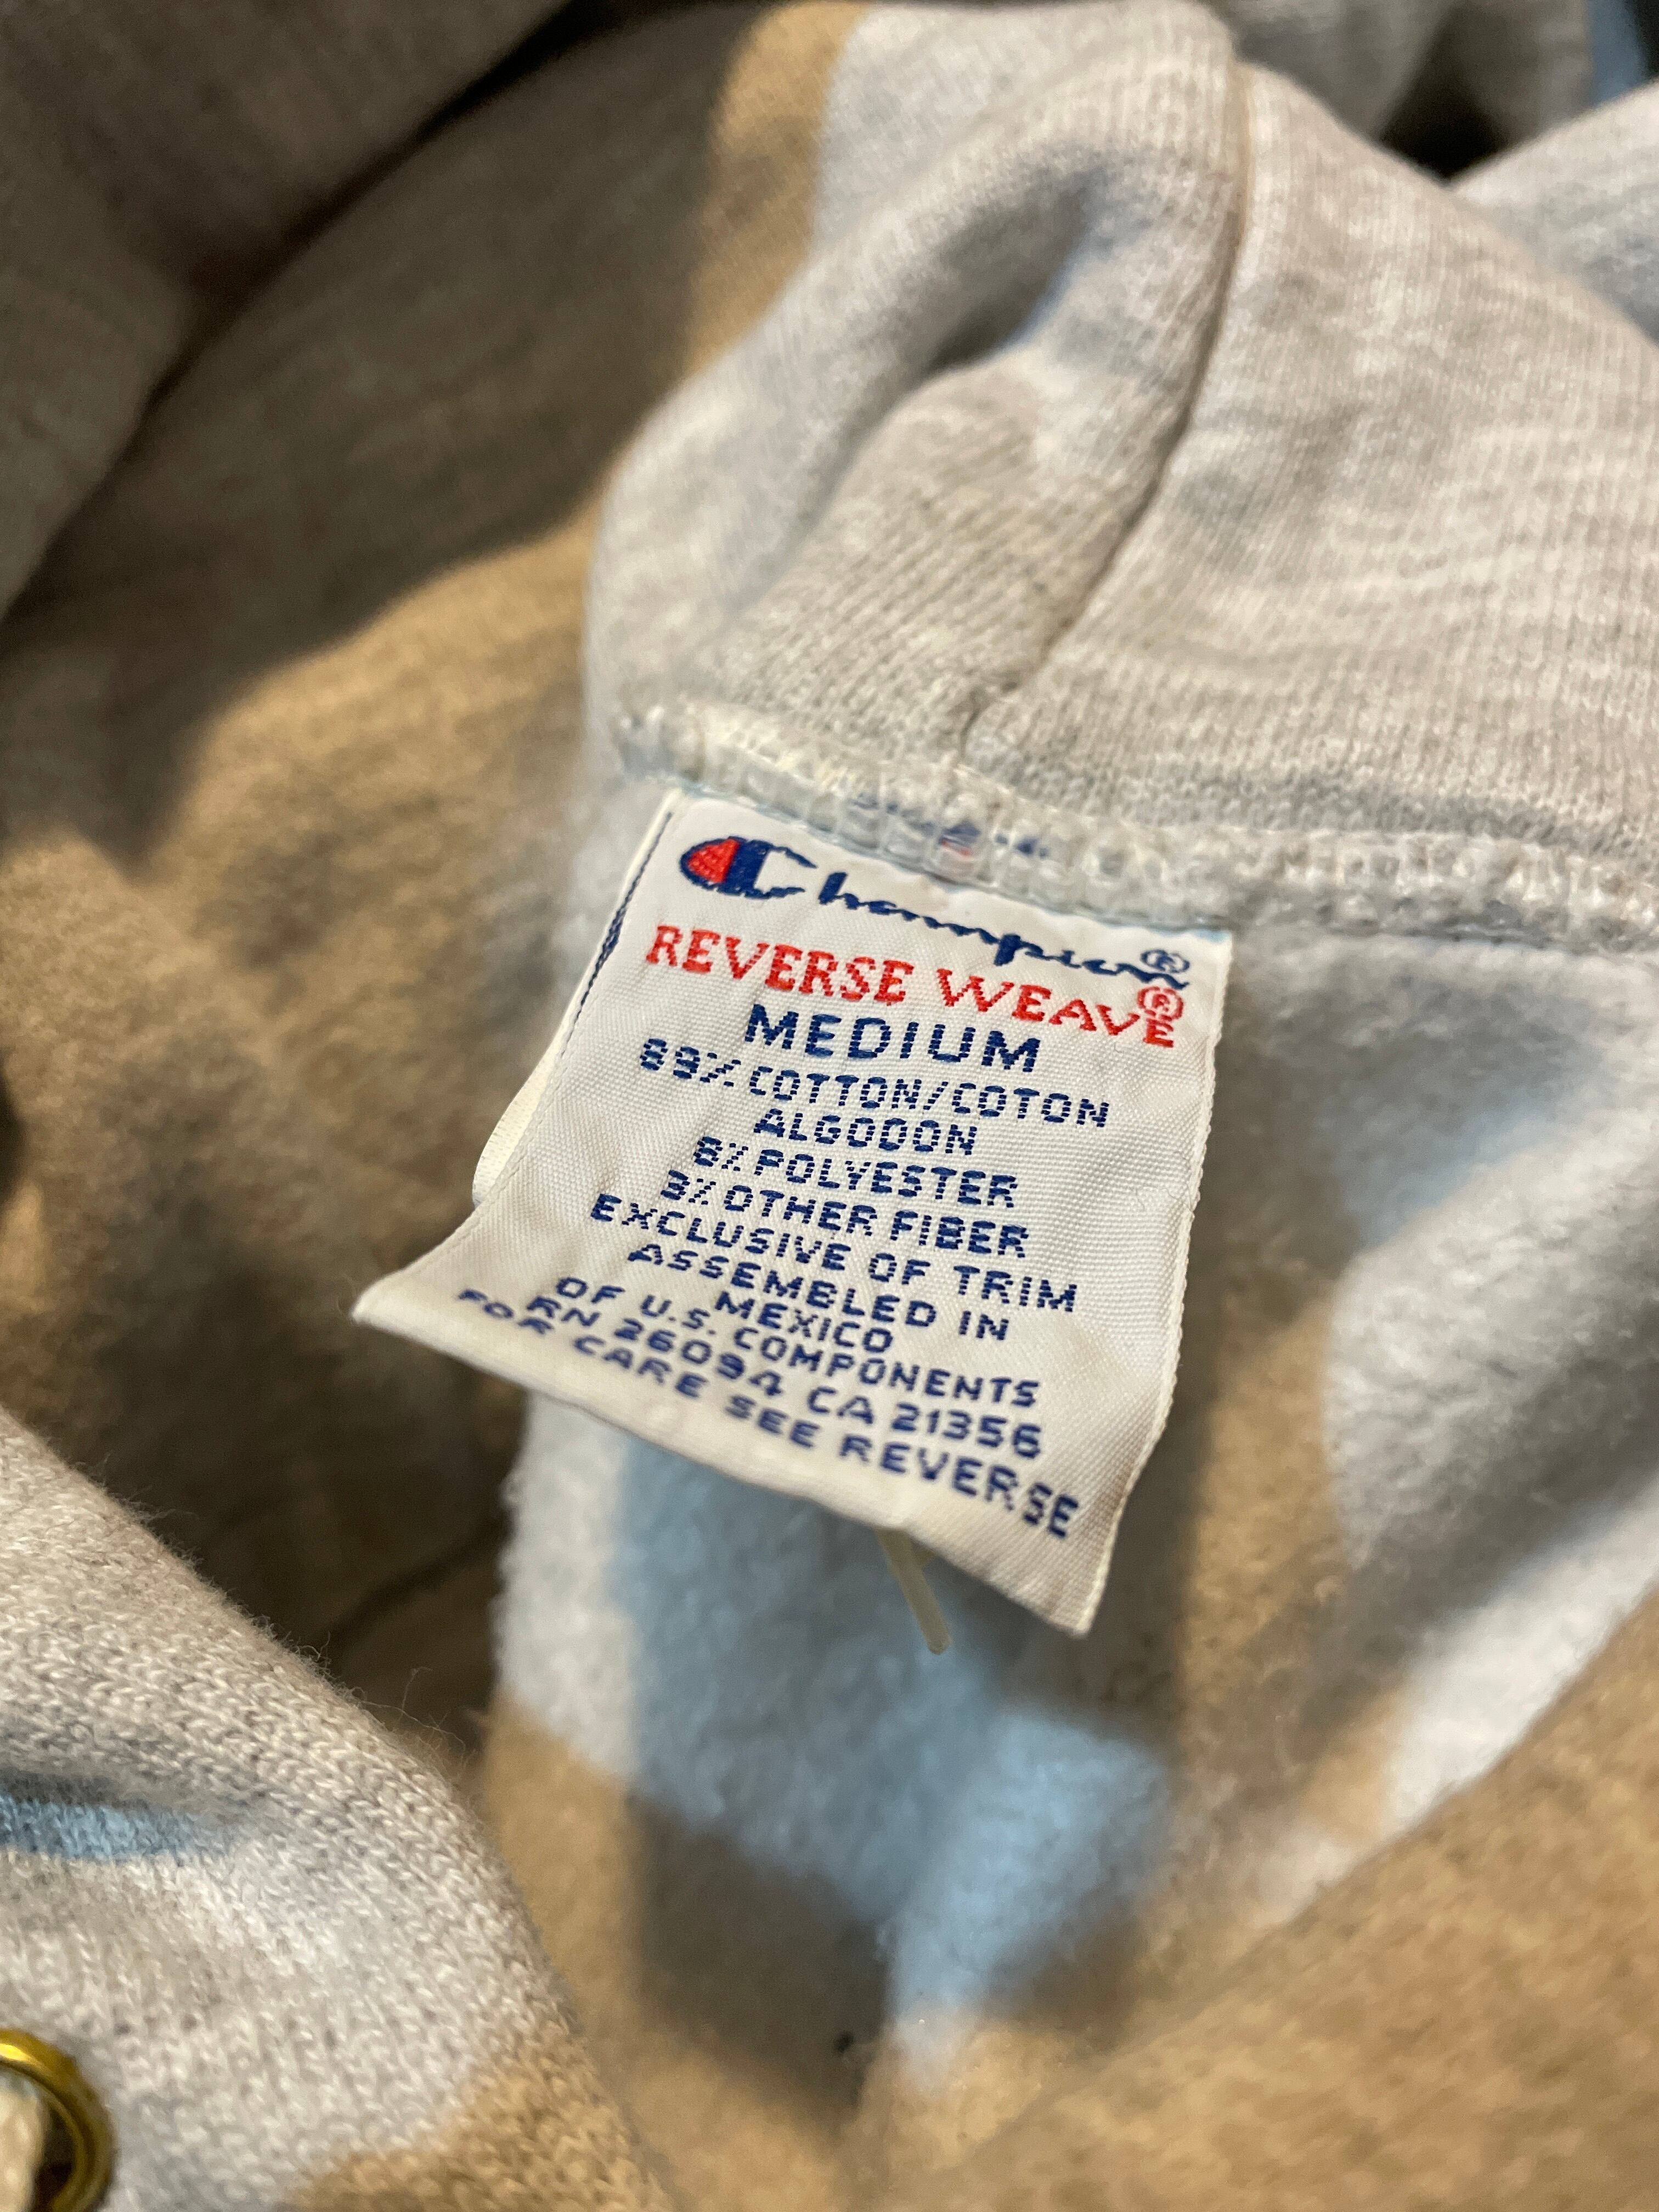 Champion®
REVERSE WEAVE®
MEDIUM
89% COTTON/COTON
ALGODON
8% POLYESTER
3% OTHER FIBER
EXCLUSIVE OF TRIM
ASSEMBLED IN
MEXICO
OF U.S. COMPONENTS
RN 26094 CA 21356
FOR CARE SEE REVERSE